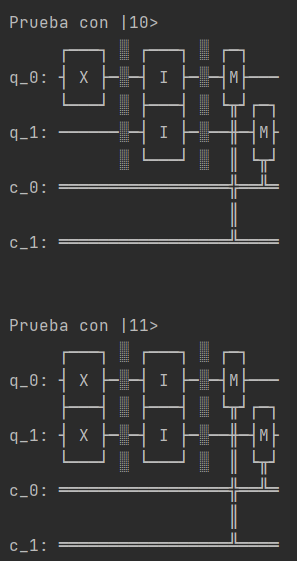 Prueba con |10>
q_0: X I M
q_1: I M
c_0:
c_1:
Prueba con |11>
q_0: X I M
q_1: X I M
c_0:
c_1: